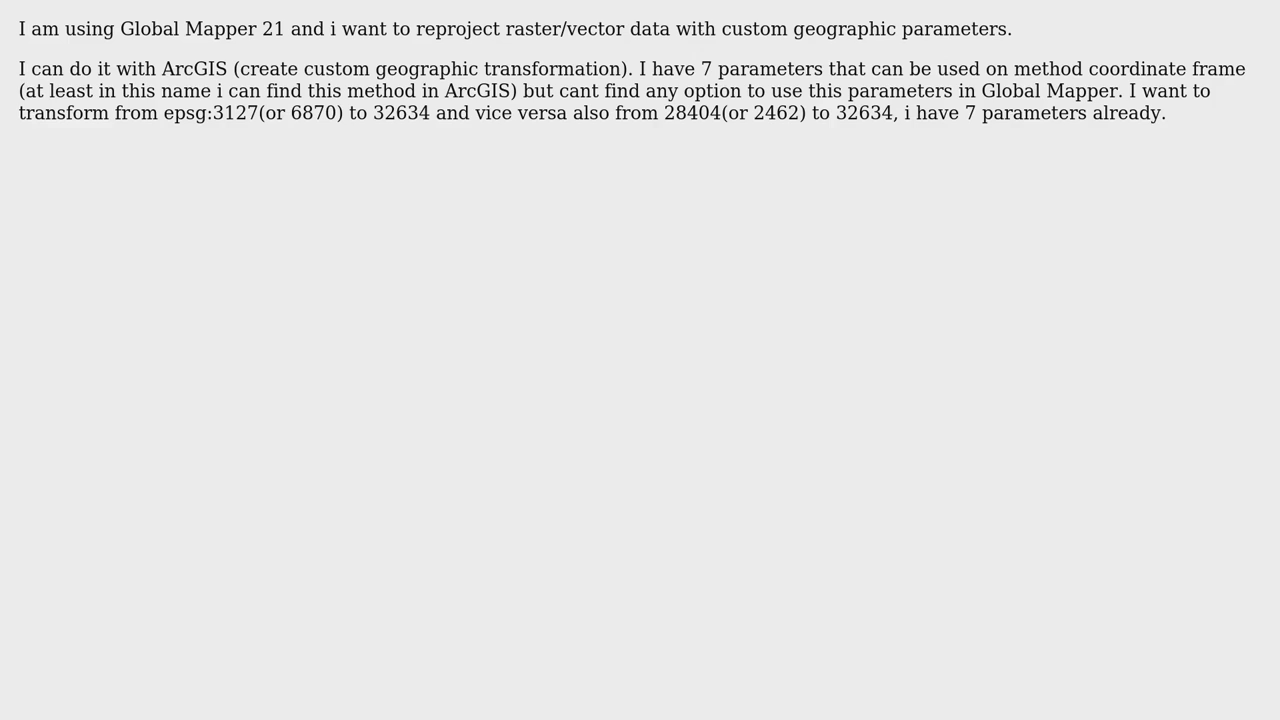 I am using Global Mapper 21 and i want to reproject raster/vector data with custom geographic parameters.
I can do it with ArcGIS (create custom geographic transformation). I have 7 parameters that can be used on method coordinate frame
(at least in this name i can find this method in ArcGIS) but cant find any option to use this parameters in Global Mapper. I want to
transform from epsg:3127(or 6870) to 32634 and vice versa also from 28404(or 2462) to 32634, i have 7 parameters already.